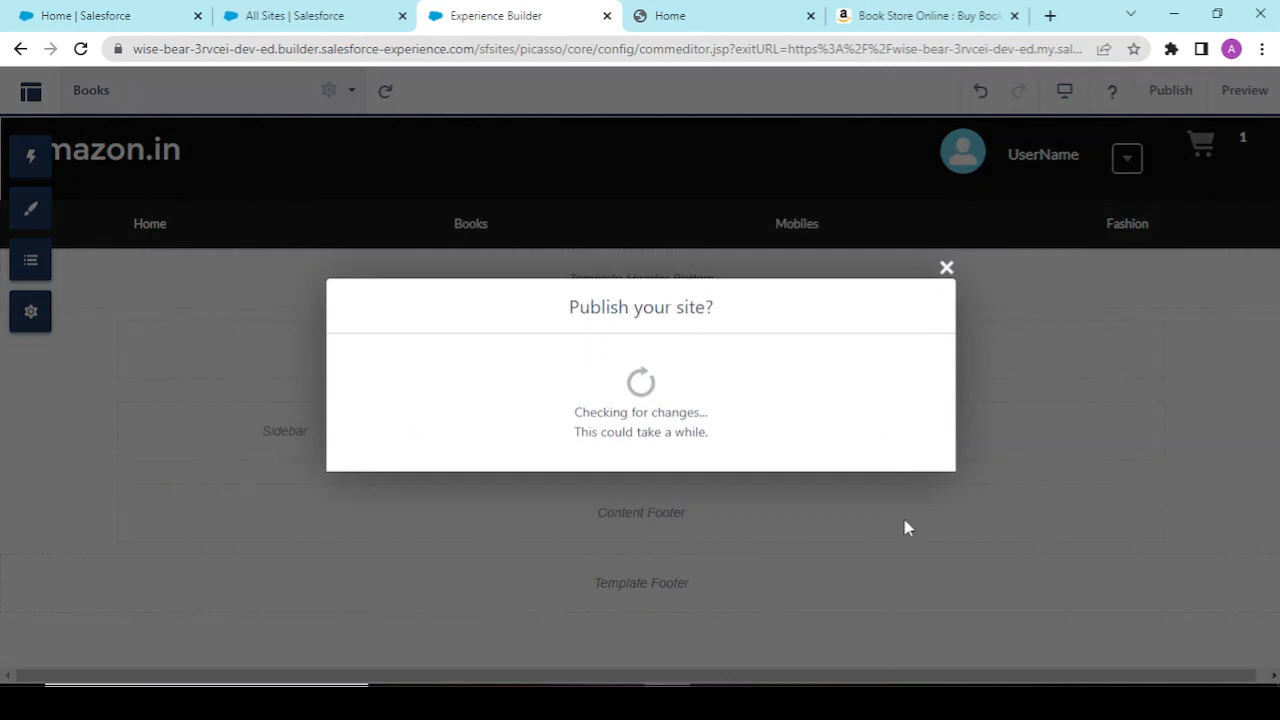 Home | Salesforce
All Sites | Salesforce
Experience Builder
Home
Book Store Online : Buy Book
wise-bear-3rvcei-dev-ed.builder.salesforce-experience.com/sfsites/picasso/core/config/commeditor.jsp?exitURL=https%3A%2F%2Fwise-bear-3rvcei-dev-ed.my.sal...
A
Books
?
Publish
Preview
mazon.in
UserName
1
Home
Books
Mobiles
Fashion
Template Header Bottom
Publish your site?
Checking for changes...
This could take a while.
Sidebar
Content Footer
Template Footer